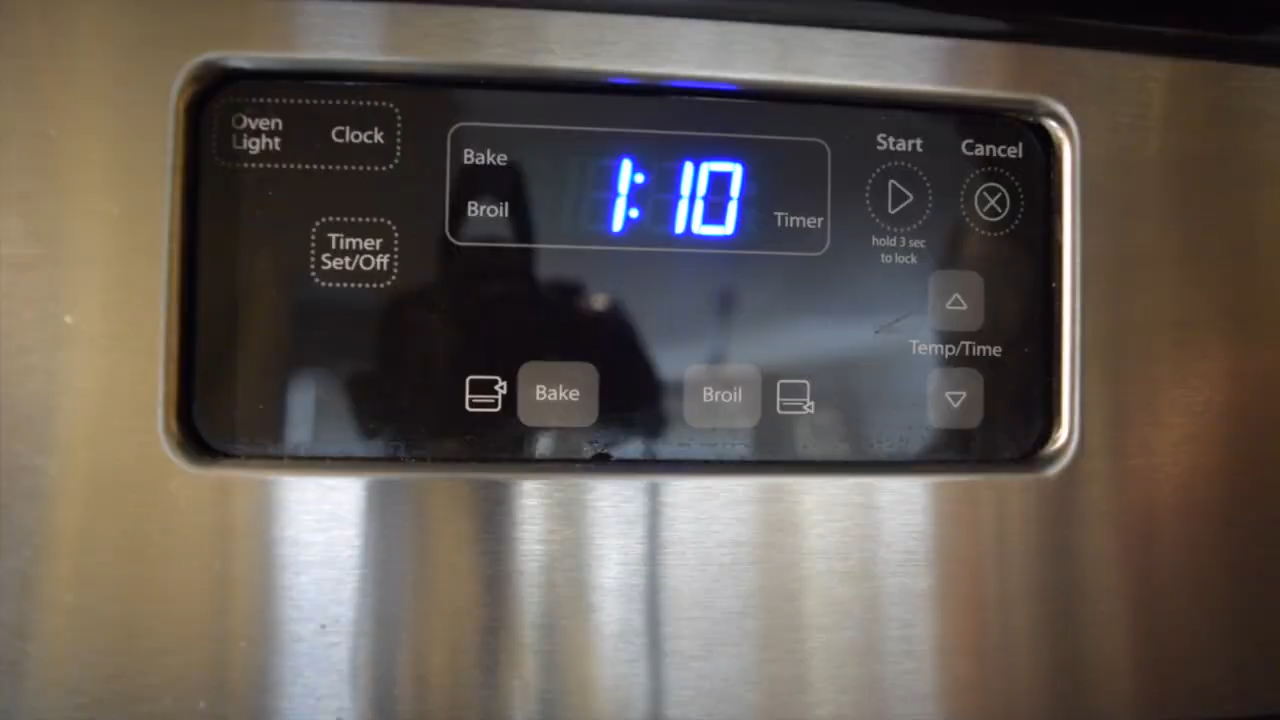 Oven
Light
Clock
Timer
Set/Off
Bake
Broil
1:10
Timer
Start
hold 3 sec
to lock
Cancel
Temp/Time
Bake
Broil